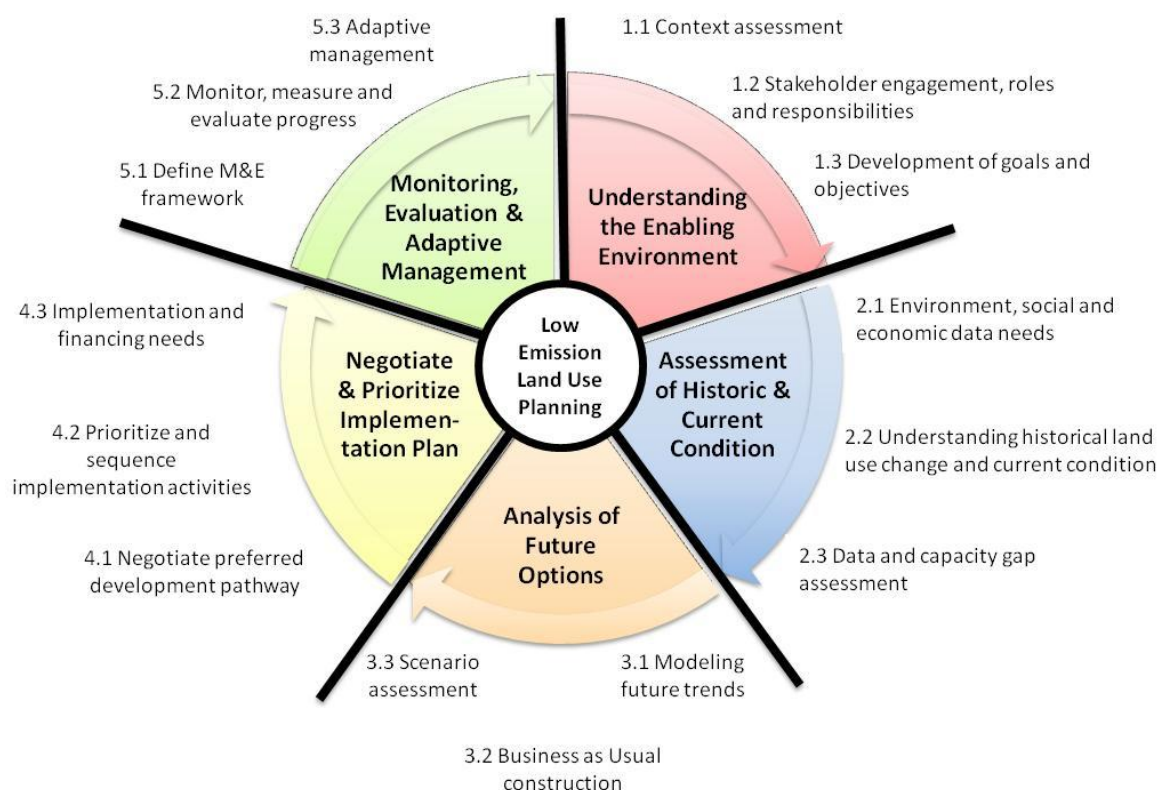 5.3 Adaptive
management
1.1 Context assessment
5.2 Monitor, measure and
evaluate progress
1.2 Stakeholder engagement, roles
and responsibilities
5.1 Define M&E
framework
1.3 Development of goals and
objectives
Monitoring,
Evaluation &
Adaptive
Management
Understanding
the Enabling
Environment
4.3 Implementation and
financing needs
2.1 Environment, social and
economic data needs
Low
Emission
Land Use
Planning
Negotiate
& Prioritize
Implemen-
tation Plan
Assessment
of Historic &
Current
Condition
4.2 Prioritize and
sequence
implementation activities
2.2 Understanding historical land
use change and current condition
Analysis of
Future
Options
4.1 Negotiate preferred
development pathway
2.3 Data and capacity gap
assessment
3.3 Scenario
assessment
3.1 Modeling
future trends
3.2 Business as Usual
construction